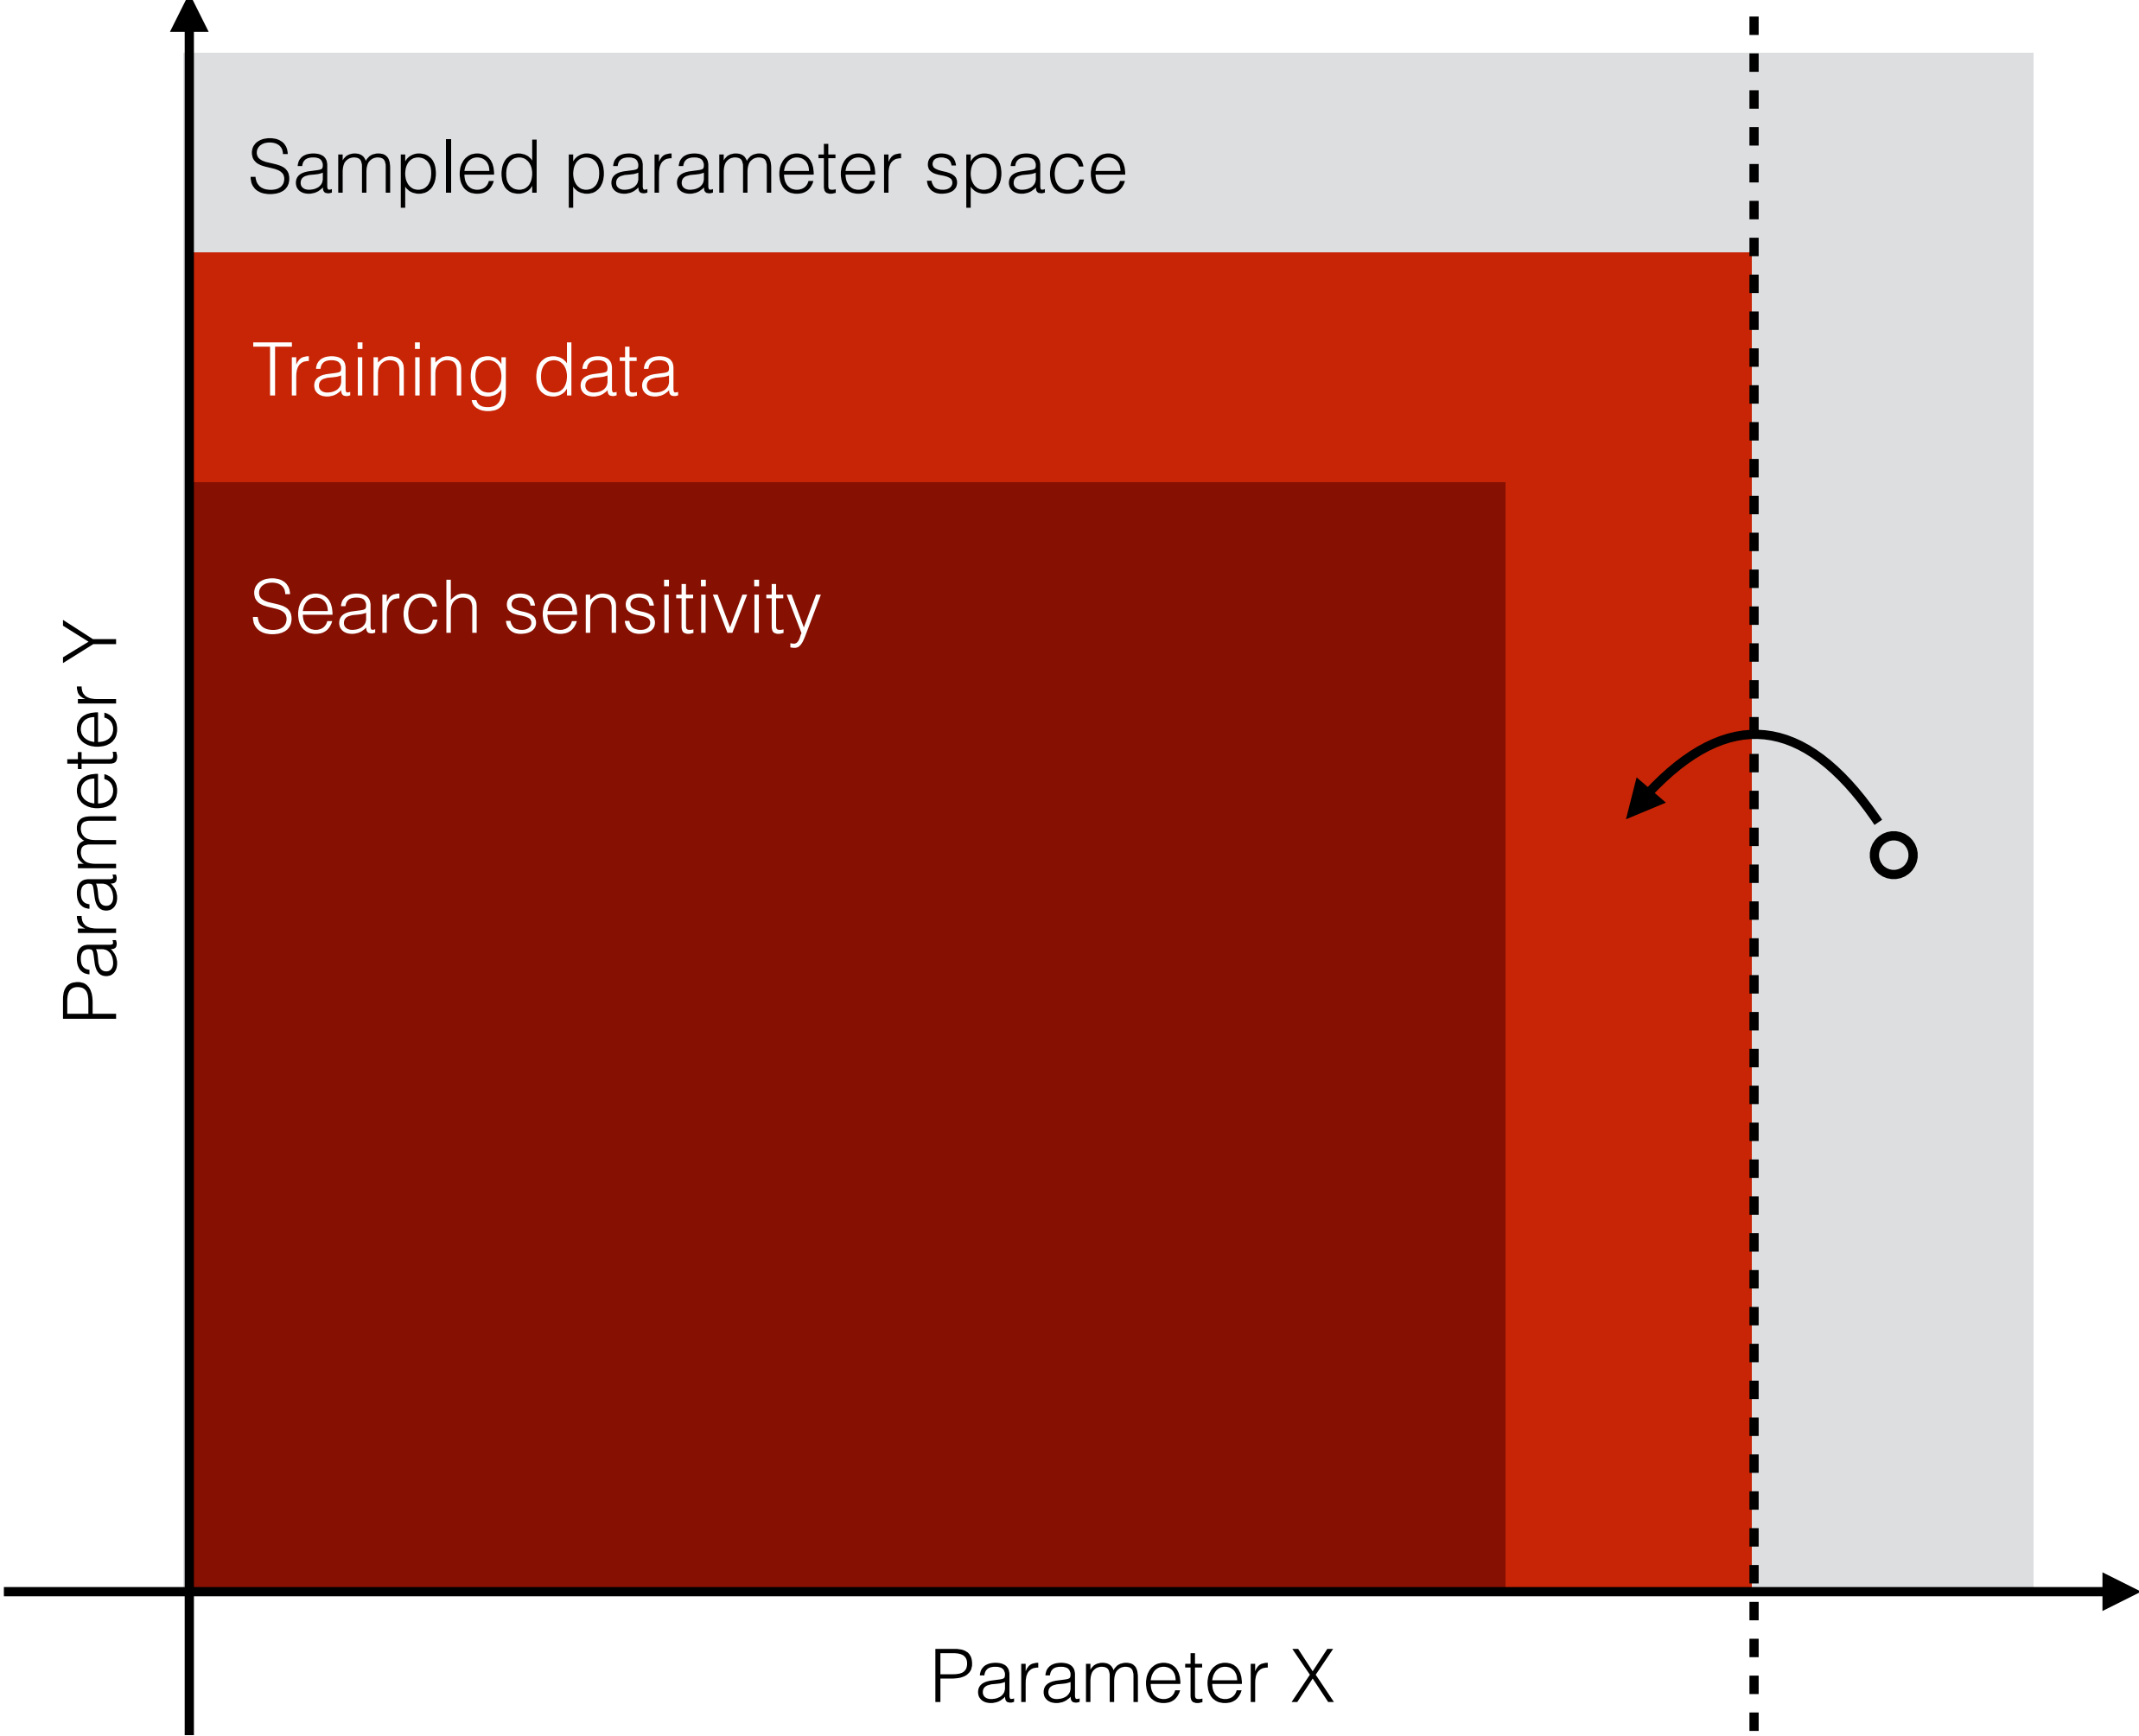 Sampled parameter space
Training data
Search sensitivity
Parameter Y
Parameter X